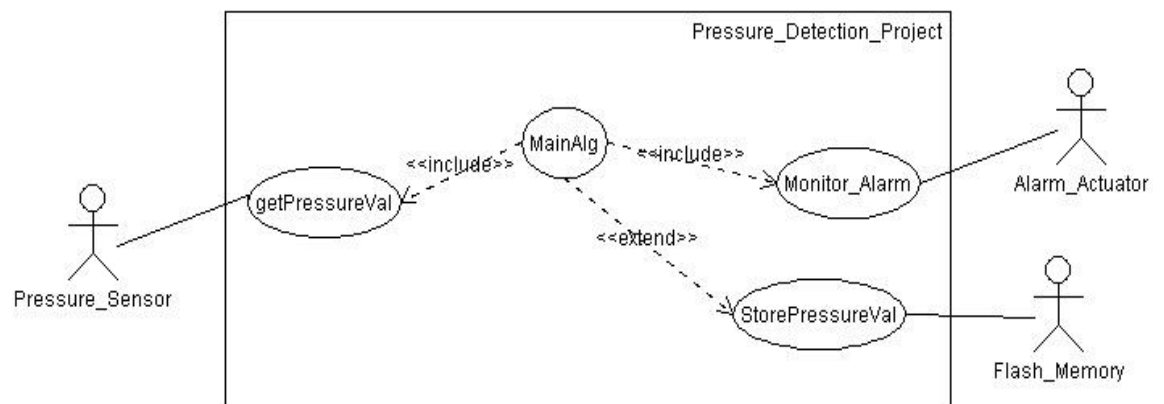 Pressure_Detection_Project
MainAlg
<<include>>
<<include>>
getPressureVal
Monitor_Alarm
Alarm_Actuator
<<extend>>
Pressure_Sensor
StorePressureVal
Flash_Memory